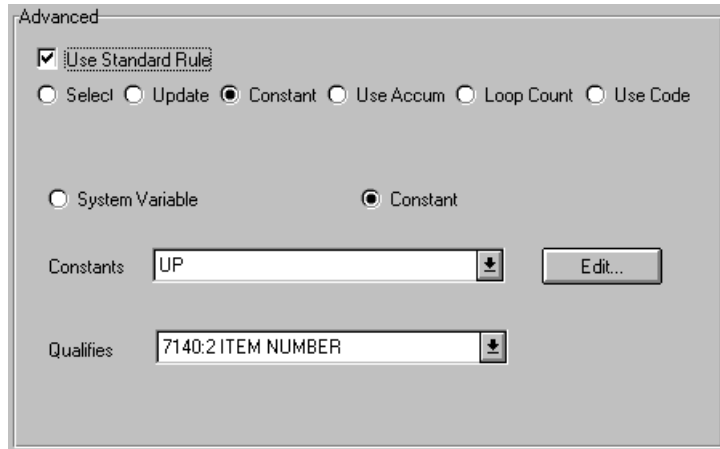 Advanced
Use Standard Rule
Select Update Constant Use Accum Loop Count Use Code
System Variable Constant
Constants UP Edit...
Qualifies 7140:2 ITEM NUMBER